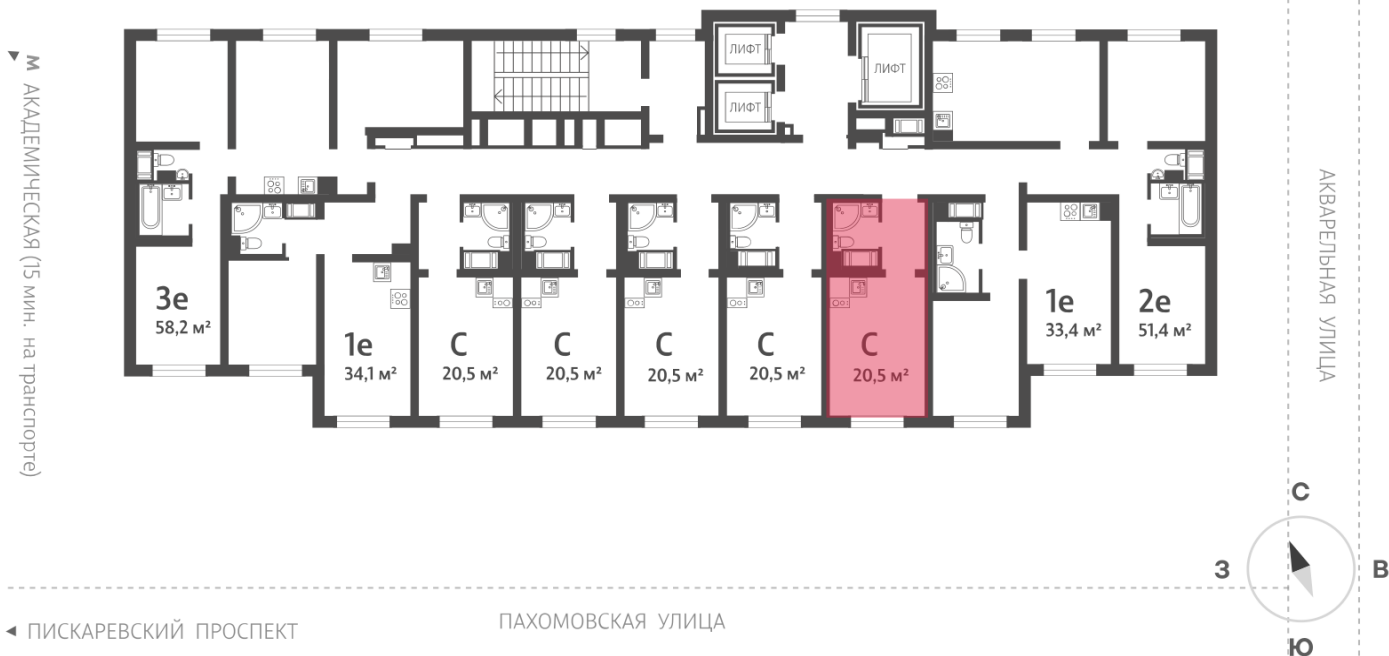 М АКАДЕМИЧЕСКАЯ (15 мин. на транспорте)
ЛИФТ
ЛИФТ
ЛИФТ
3е
58,2 м²
1е
34,1 м²
С
20,5 м²
С
20,5 м²
С
20,5 м²
С
20,5 м²
С
20,5 м²
1е
33,4 м²
2е
51,4 м²
АКВАРЕЛЬНАЯ УЛИЦА
С
З
В
Ю
ПАХОМОВСКАЯ УЛИЦА
ПИСКАРЕВСКИЙ ПРОСПЕКТ